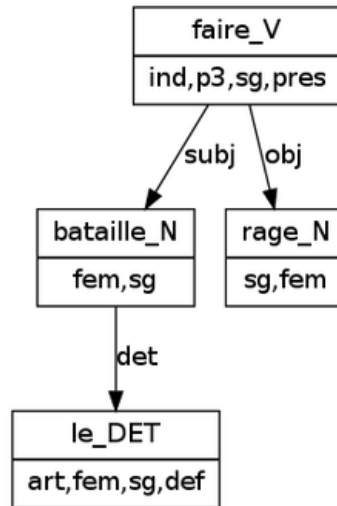 faire_V
ind,p3,sg,pres
subj
obj
bataille_N
rage_N
fem,sg
sg,fem
det
le_DET
art,fem,sg,def